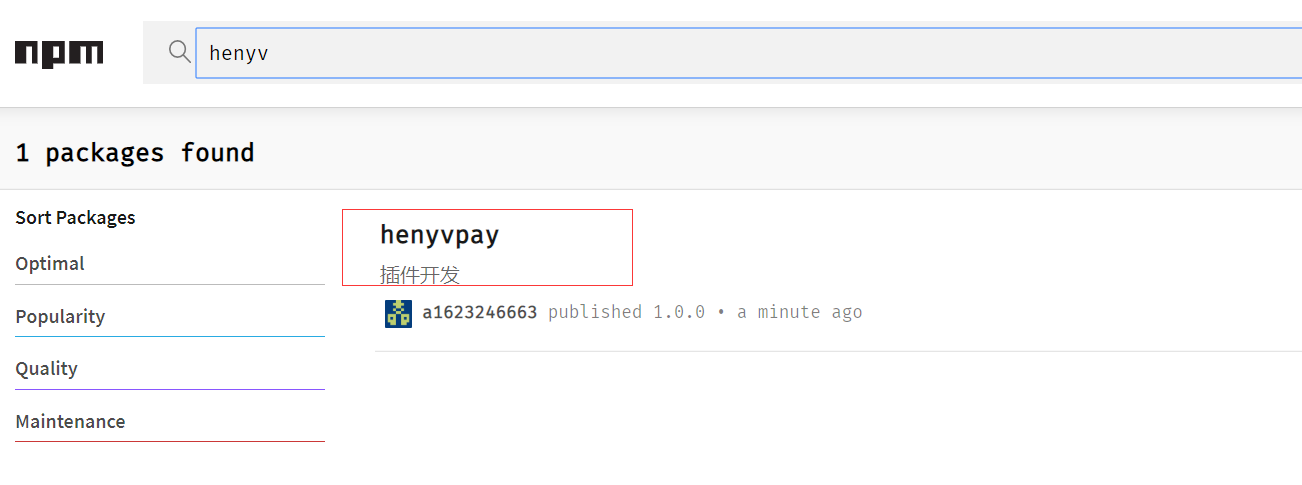 npm
henyv
1 packages found
Sort Packages
Optimal
Popularity
Quality
Maintenance
henyvpay
插件开发
a1623246663 published 1.0.0 • a minute ago